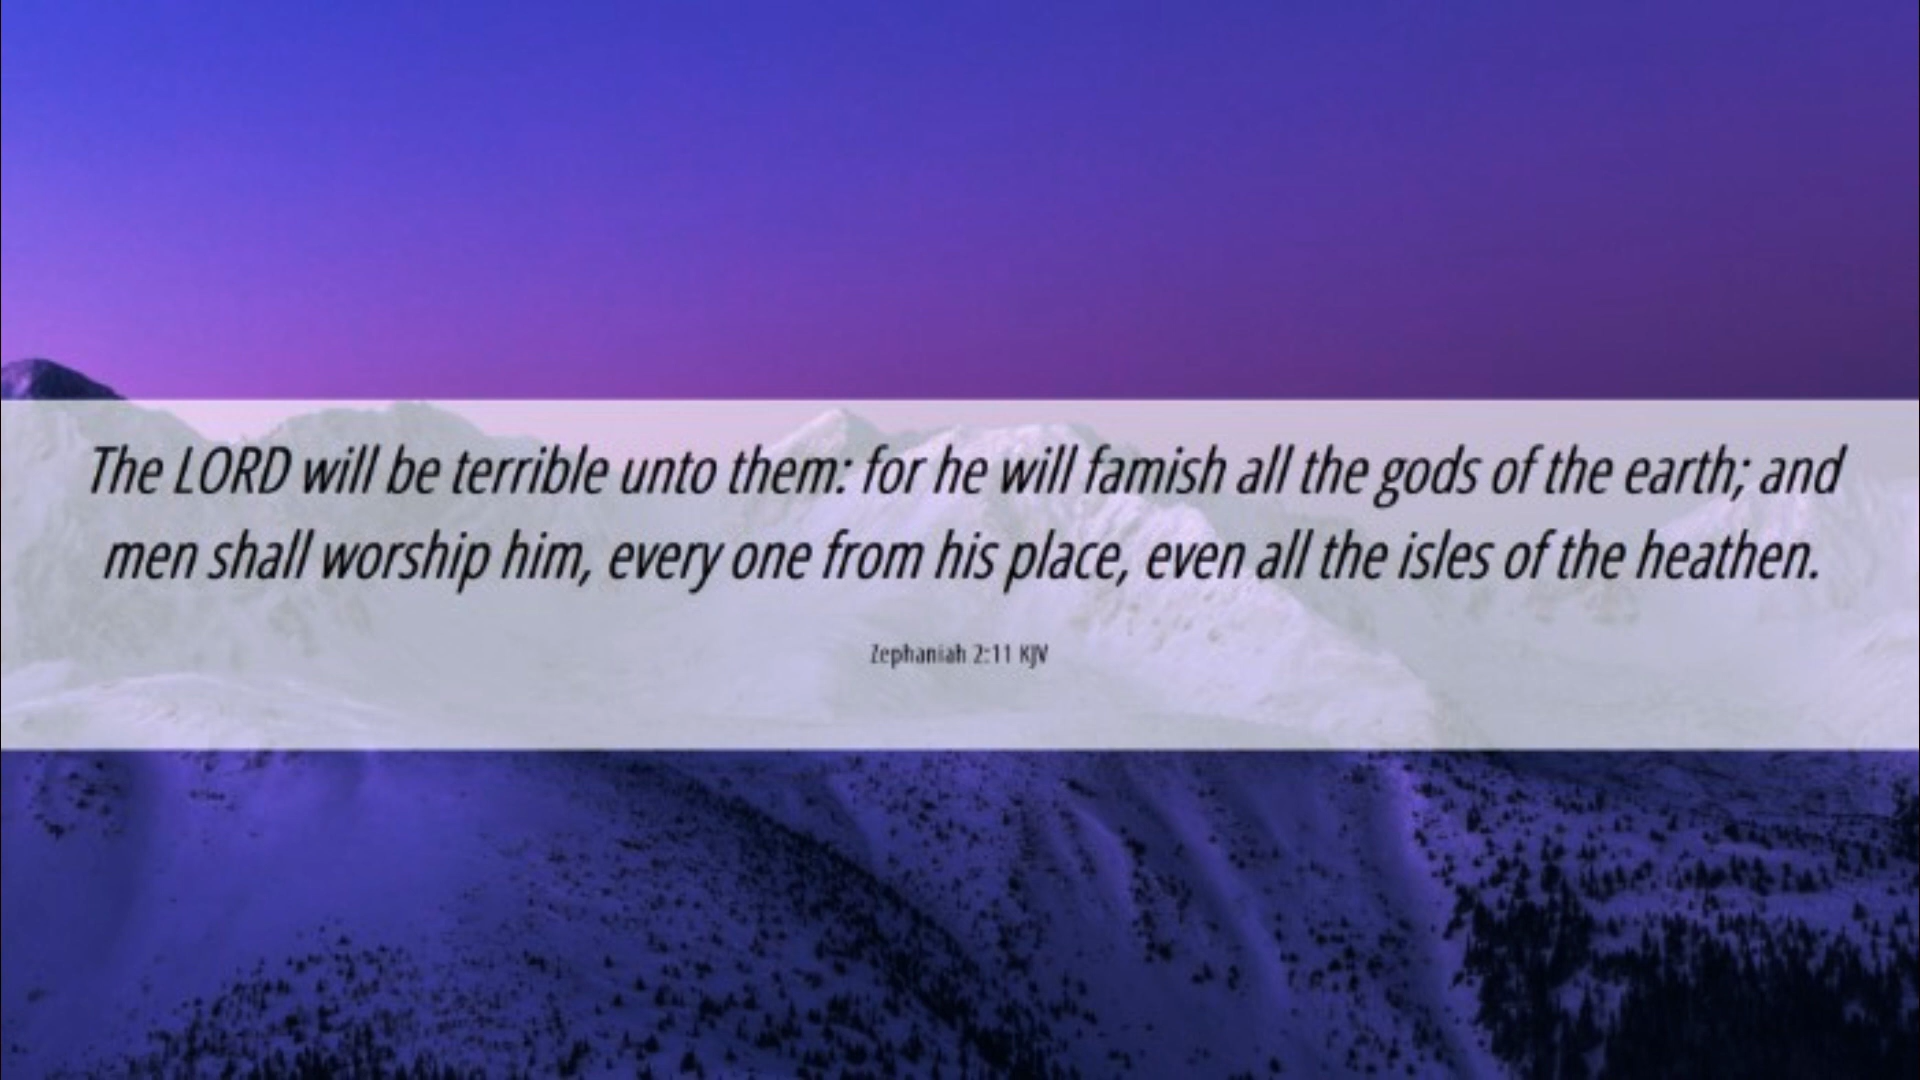 The LORD will be terrible unto them: for he will famish all the gods of the earth; and
men shall worship him, every one from his place, even all the isles of the heathen.
Zephaniah 2:11 KJV